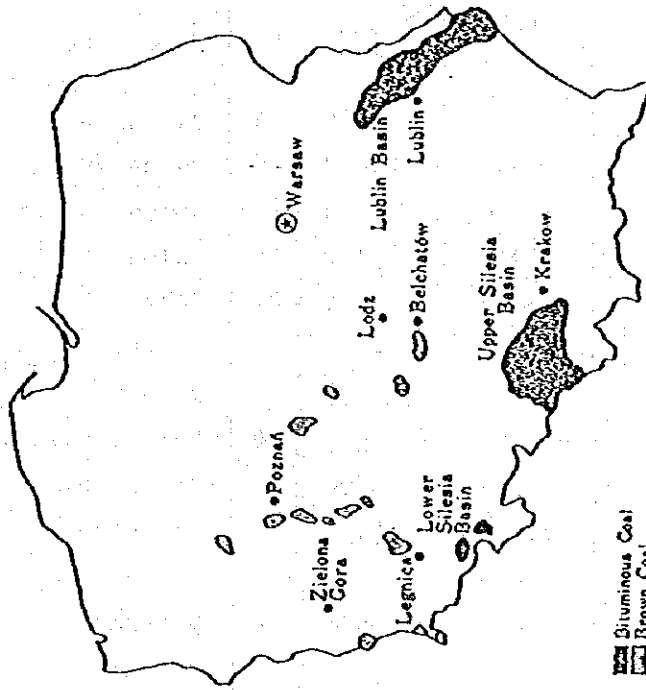 Warsaw
Poznań
Zielona
Gora
Lodz
Belchatów
Lublin Basin
Lublin
Legnica
Lower
Silesia
Basin
Upper Silesia
Basin
Krakow
Bituminous Coal
Brown Coal